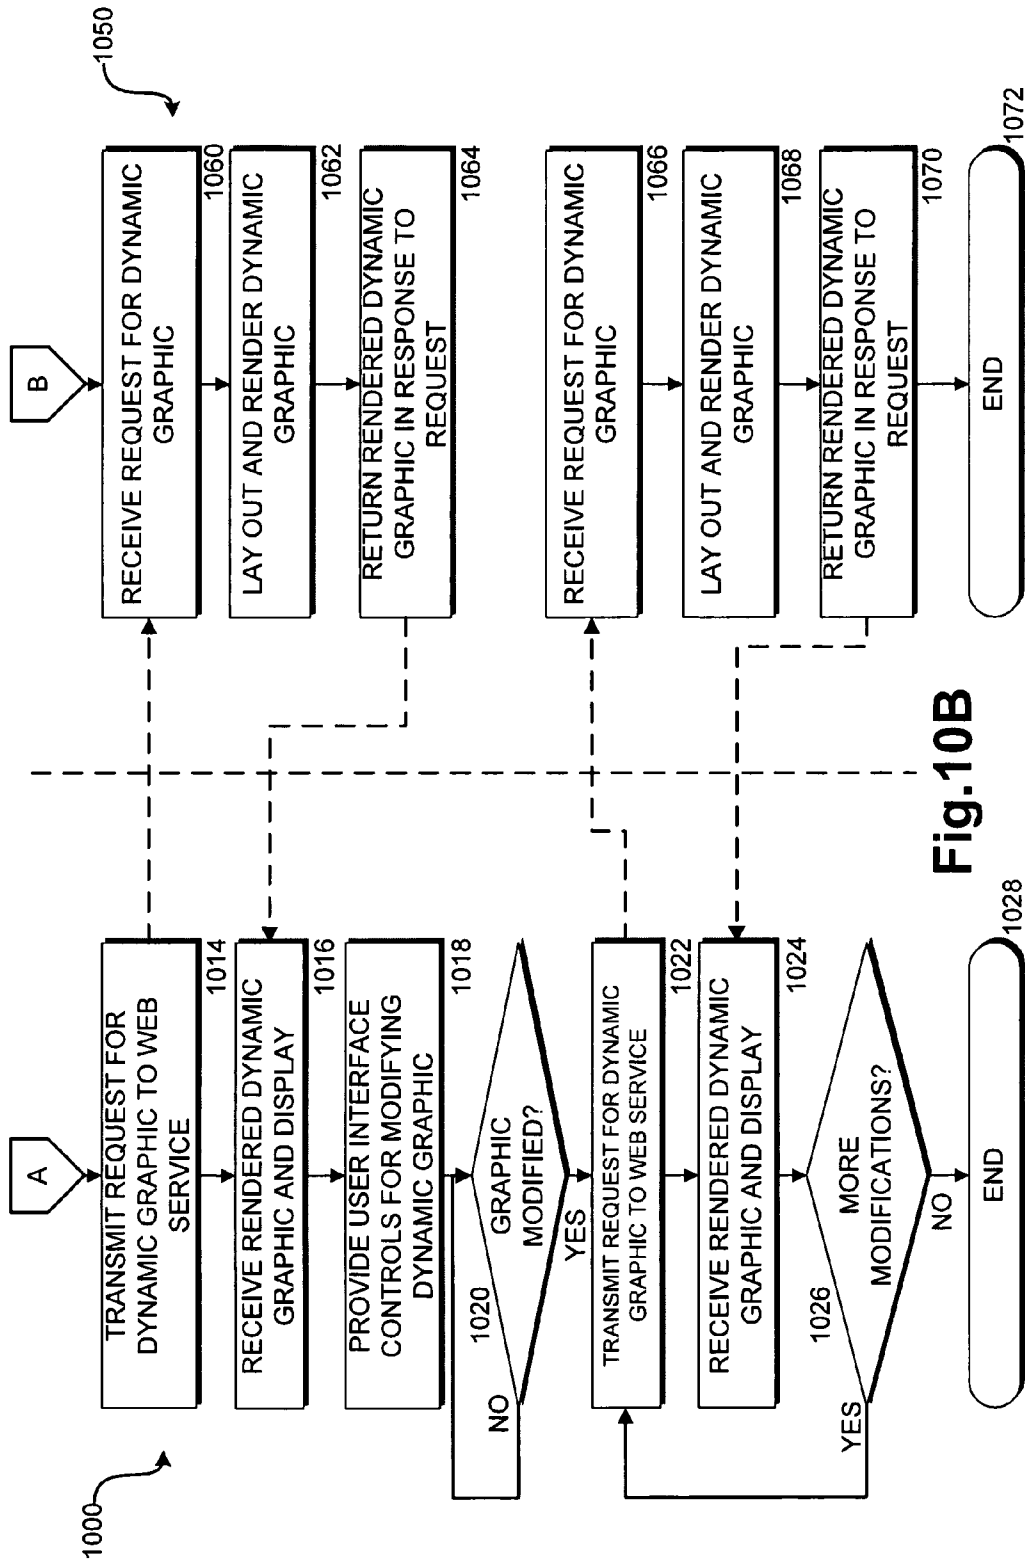 1000
A
TRANSMIT REQUEST FOR
DYNAMIC GRAPHIC TO WEB
SERVICE
1014
RECEIVE RENDERED DYNAMIC
GRAPHIC AND DISPLAY
1016
PROVIDE USER INTERFACE
CONTROLS FOR MODIFYING
DYNAMIC GRAPHIC
1018
GRAPHIC
MODIFIED?
1020
NO
YES
TRANSMIT REQUEST FOR DYNAMIC
GRAPHIC TO WEB SERVICE
1022
RECEIVE RENDERED DYNAMIC
GRAPHIC AND DISPLAY
1024
MORE
MODIFICATIONS?
1026
YES
NO
END
1028
1050
B
RECEIVE REQUEST FOR DYNAMIC
GRAPHIC
1060
LAY OUT AND RENDER DYNAMIC
GRAPHIC
1062
RETURN RENDERED DYNAMIC
GRAPHIC IN RESPONSE TO
REQUEST
1064
RECEIVE REQUEST FOR DYNAMIC
GRAPHIC
1066
LAY OUT AND RENDER DYNAMIC
GRAPHIC
1068
RETURN RENDERED DYNAMIC
GRAPHIC IN RESPONSE TO
REQUEST
1070
END
1072
Fig.10B